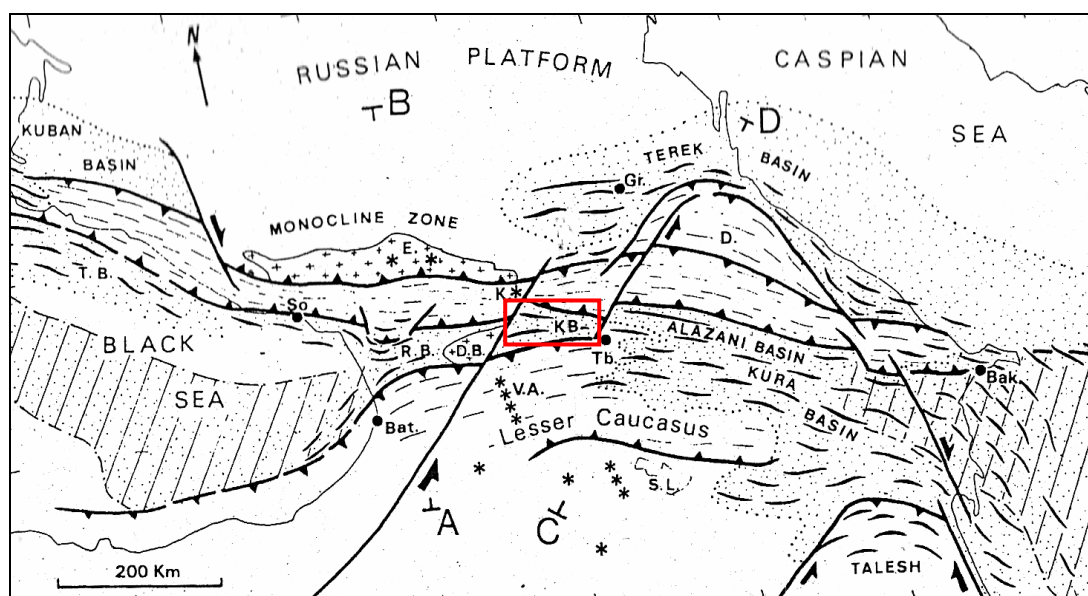 N
RUSSIAN PLATFORM
CASPIAN
SEA
B
D
KUBAN
BASIN
TEREK
BASIN
Gr.
MONOCLINE ZONE
E.
D.
T.B.
K
So
BLACK
SEA
R.B.
D.B.
KB
ALAZANI BASIN
Tb.
KURA
BASIN
Bak.
V.A.
Bat.
Lesser Caucasus
S.L.
A
C
200 Km
TALESH